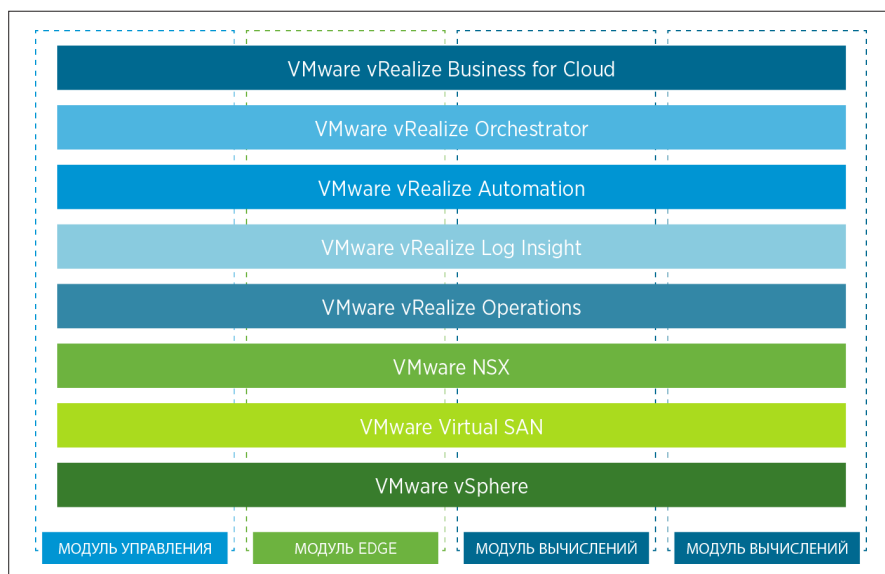 VMware vRealize Business for Cloud
VMware vRealize Orchestrator
VMware vRealize Automation
VMware vRealize Log Insight
VMware vRealize Operations
VMware NSX
VMware Virtual SAN
VMware vSphere
МОДУЛЬ УПРАВЛЕНИЯ
МОДУЛЬ EDGE
МОДУЛЬ ВЫЧИСЛЕНИЙ
МОДУЛЬ ВЫЧИСЛЕНИЙ